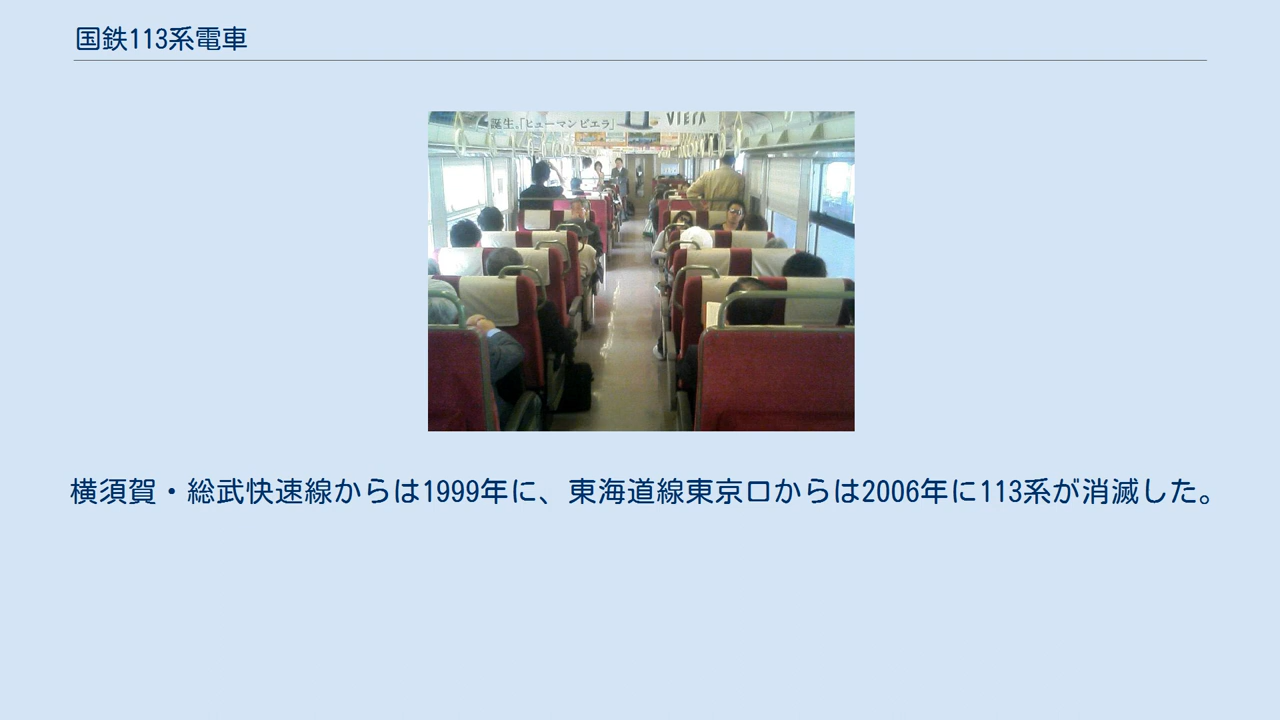 国鉄113系電車
誕生。「ヒューマンビエラ」
VIERA
横須賀・総武快速線からは1999年に、東海道線東京口からは2006年に113系が消滅した。